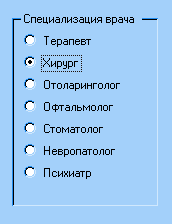 Специализация врача
Терапевт
Хирург
Отоларинголог
Офтальмолог
Стоматолог
Невропатолог
Психиатр